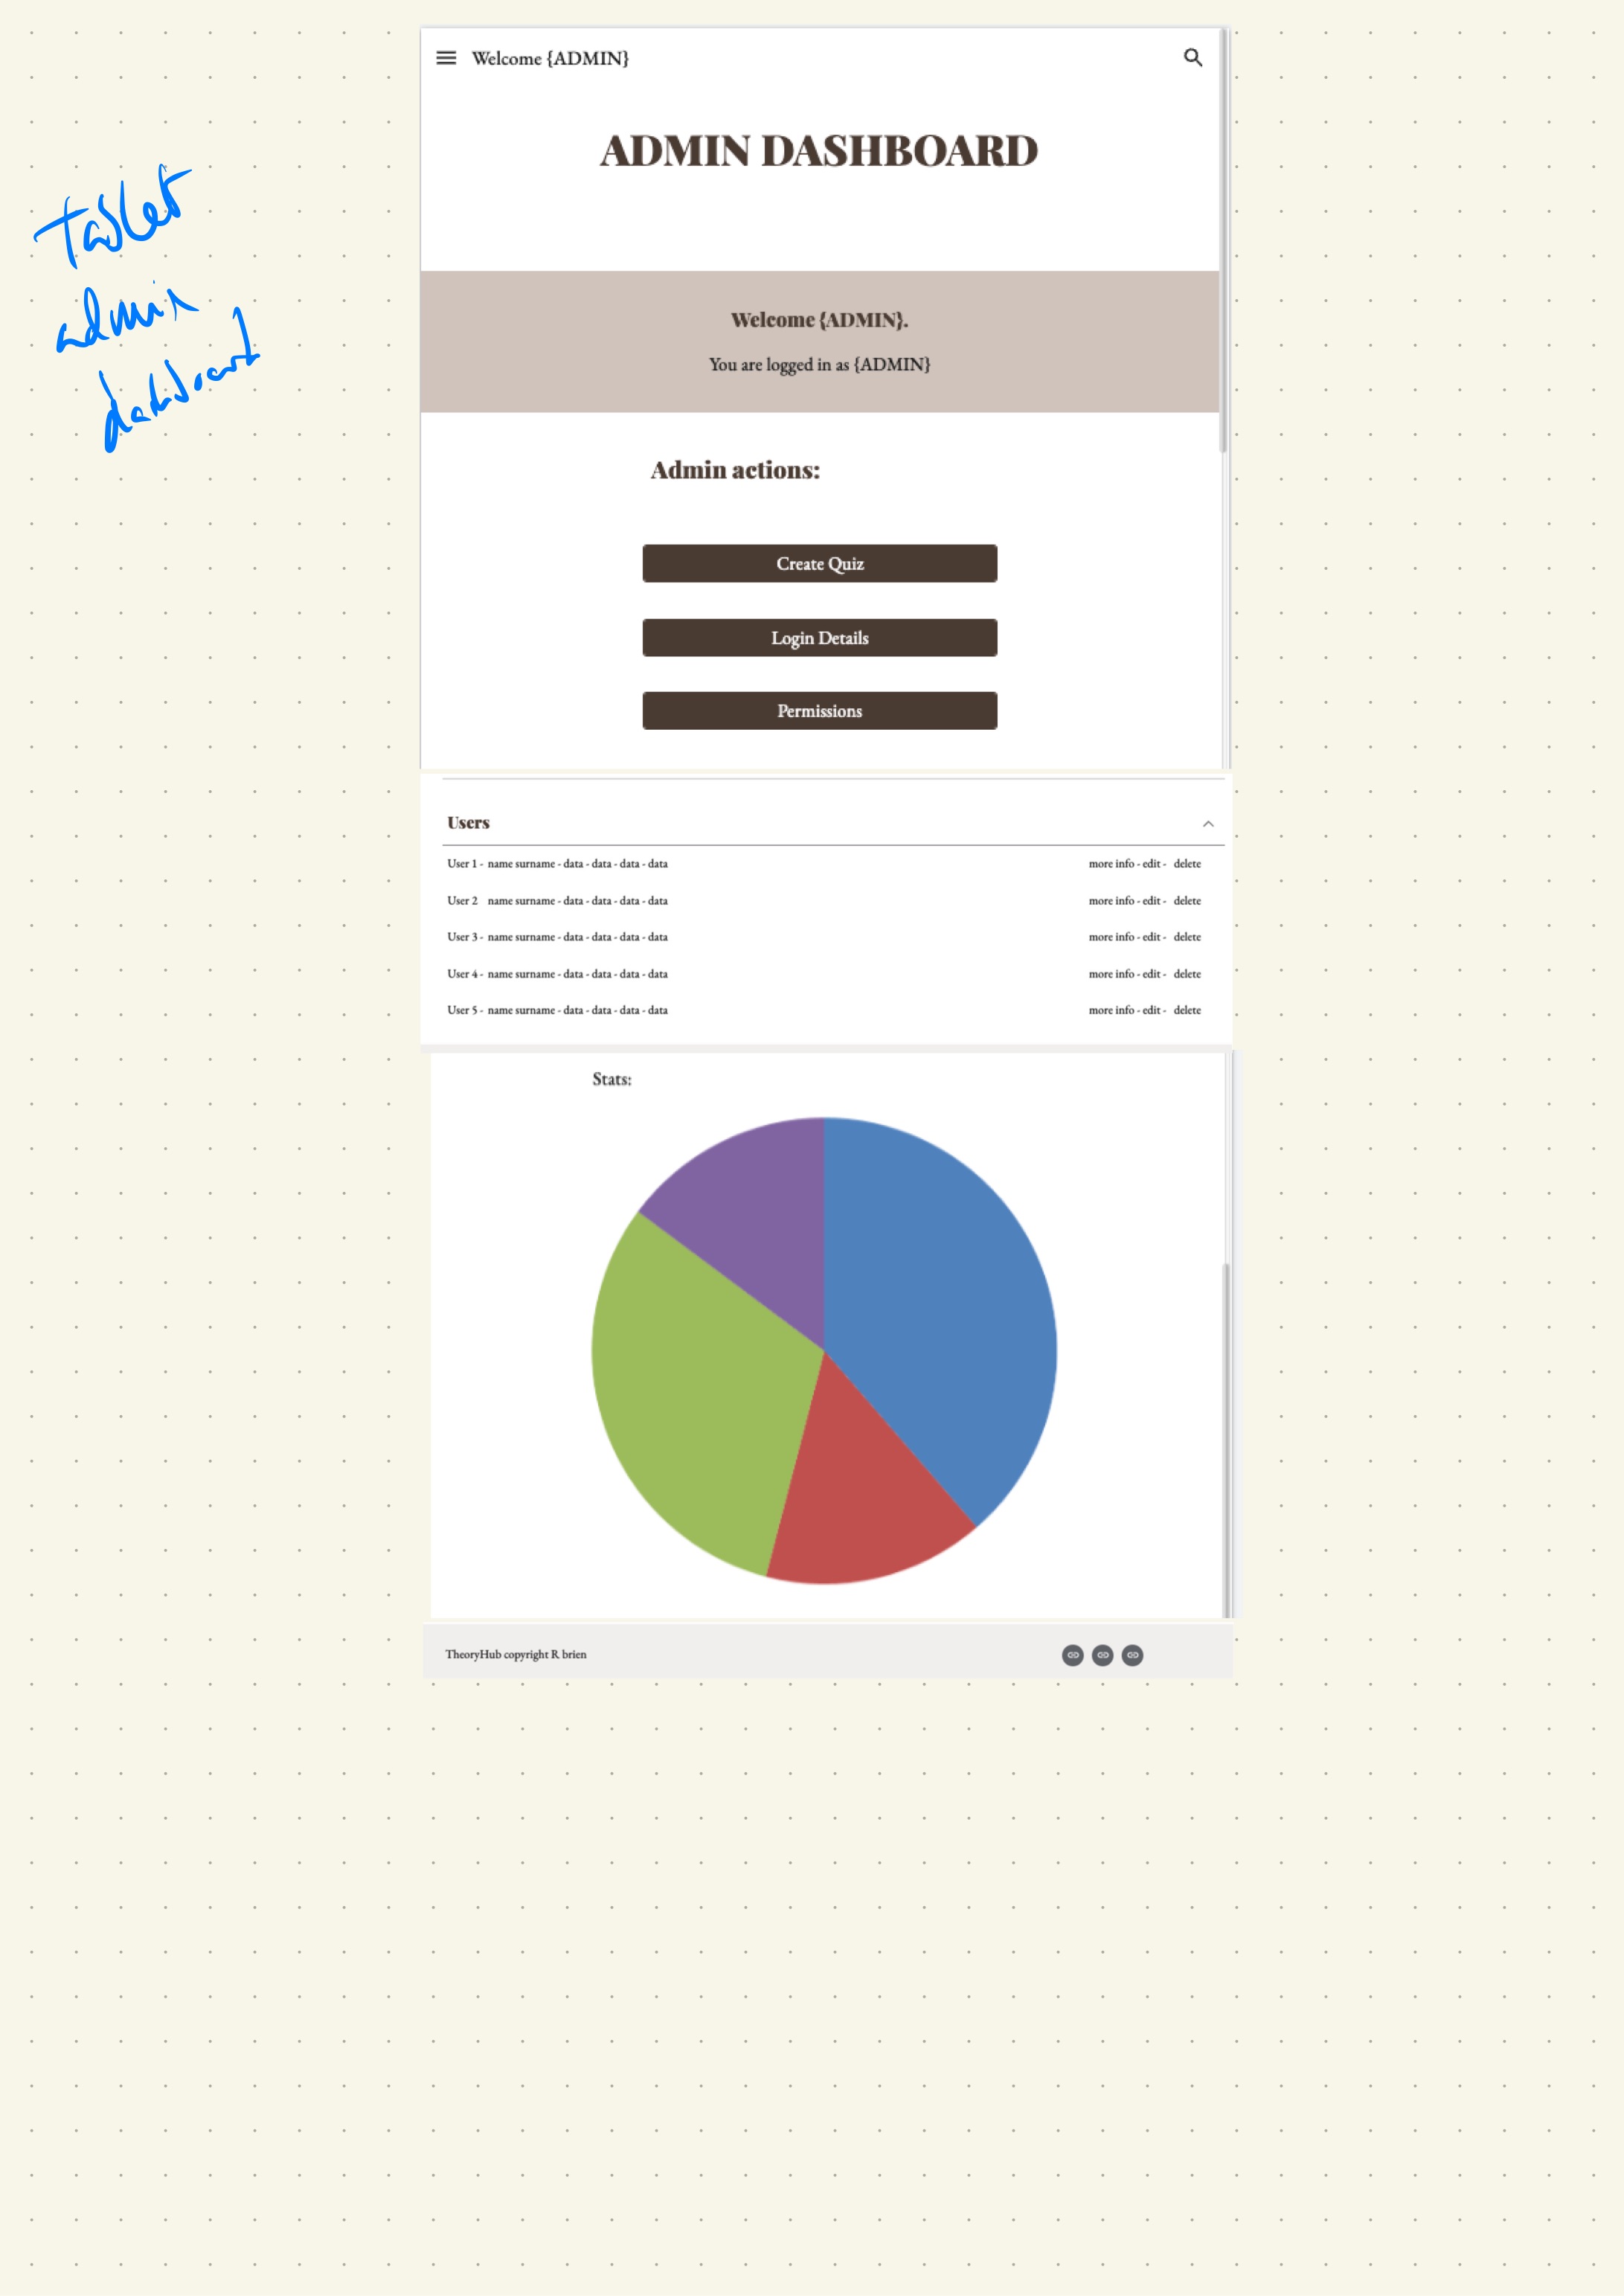 Welcome {ADMIN}
ADMIN DASHBOARD
Tablet
admin
dashboard
Welcome {ADMIN}.
You are logged in as {ADMIN}
Admin actions:
Create Quiz
Login Details
Permissions
Users
User 1 - name surname - data - data - data - data more info - edit - delete
User 2 name surname - data - data - data - data more info - edit - delete
User 3 - name surname - data - data - data - data more info - edit - delete
User 4 - name surname - data - data - data - data more info - edit - delete
User 5 - name surname - data - data - data - data more info - edit - delete
Stats:
TheoryHub copyright R brien